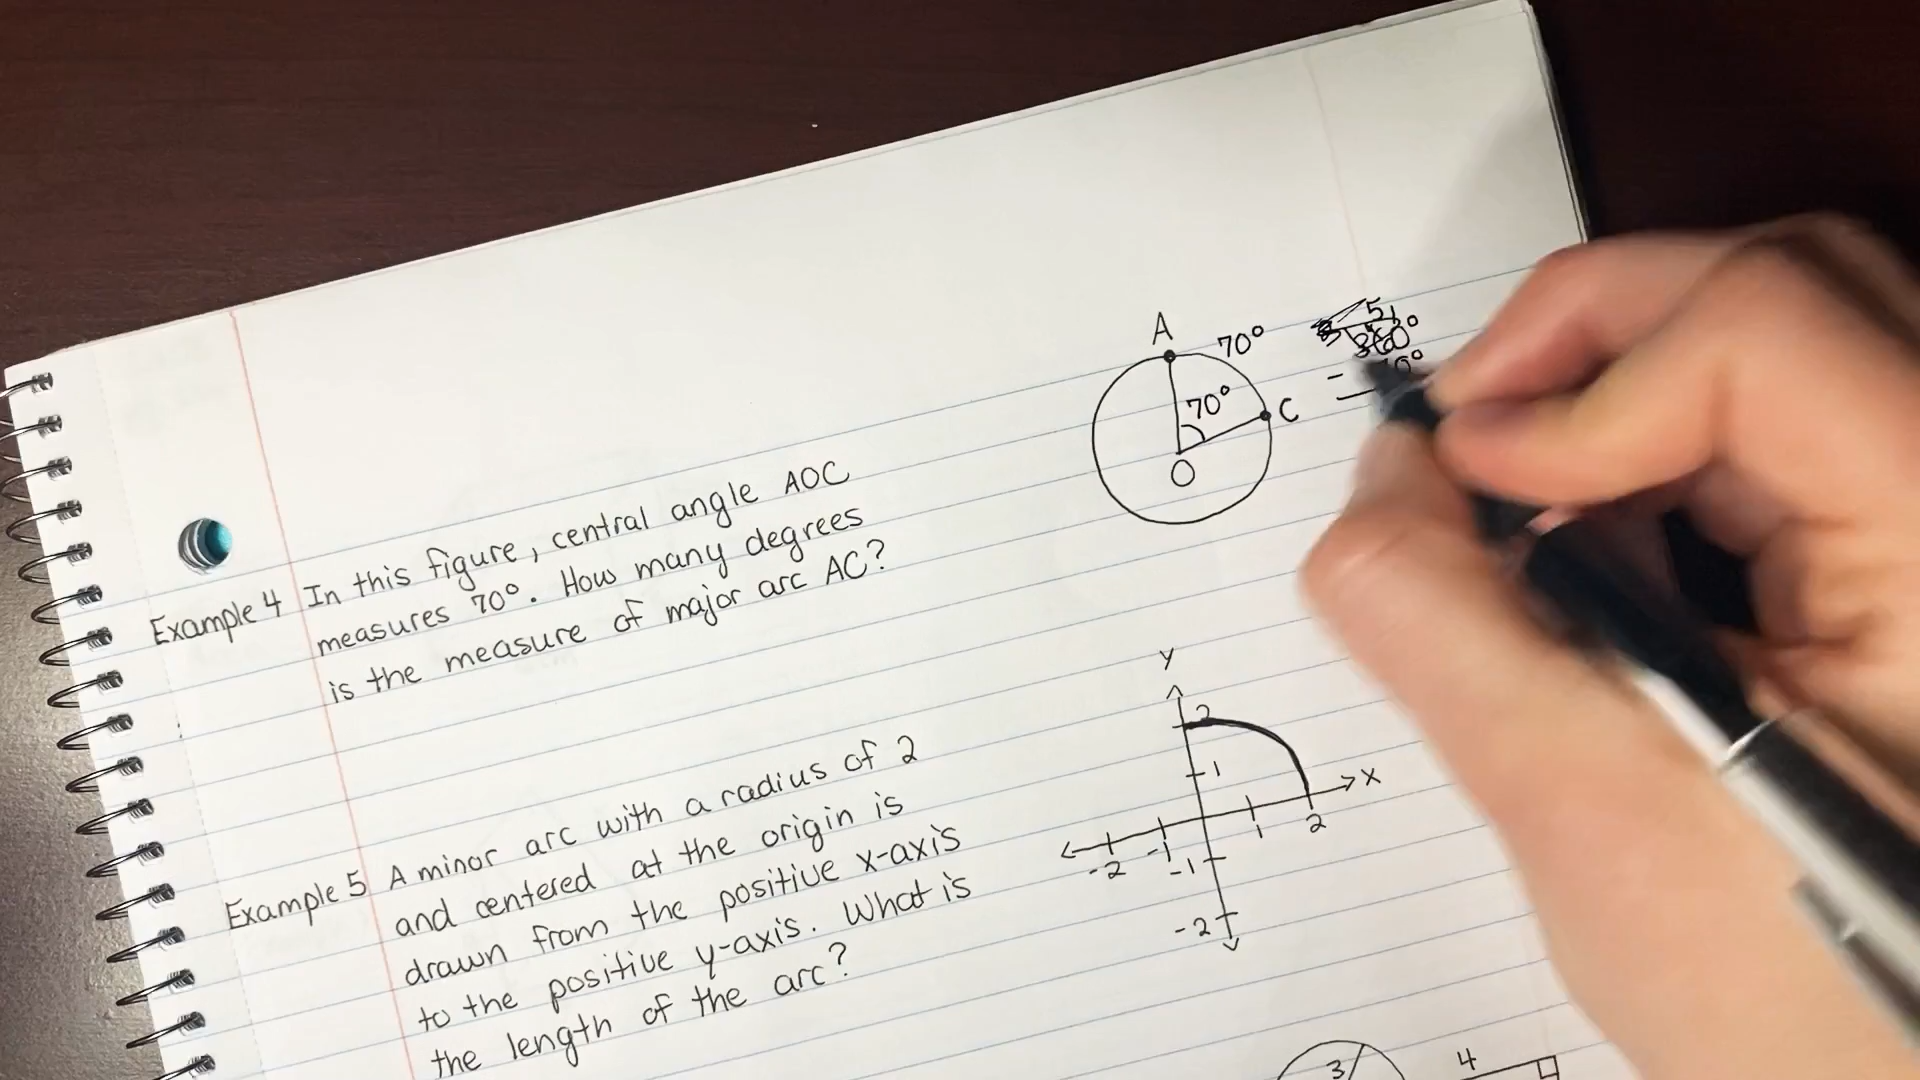 A
70°
5
360°
70°
C
O
-
Example 4 In this figure, central angle AOC
measures 70°. How many degrees
is the measure of major arc AC?
y
2
1
x
-2
-1
1
2
-1
-2
Example 5 A minor arc with a radius of 2
and centered at the origin is
drawn from the positive x-axis
to the positive y-axis. What is
the length of the arc?
3
4